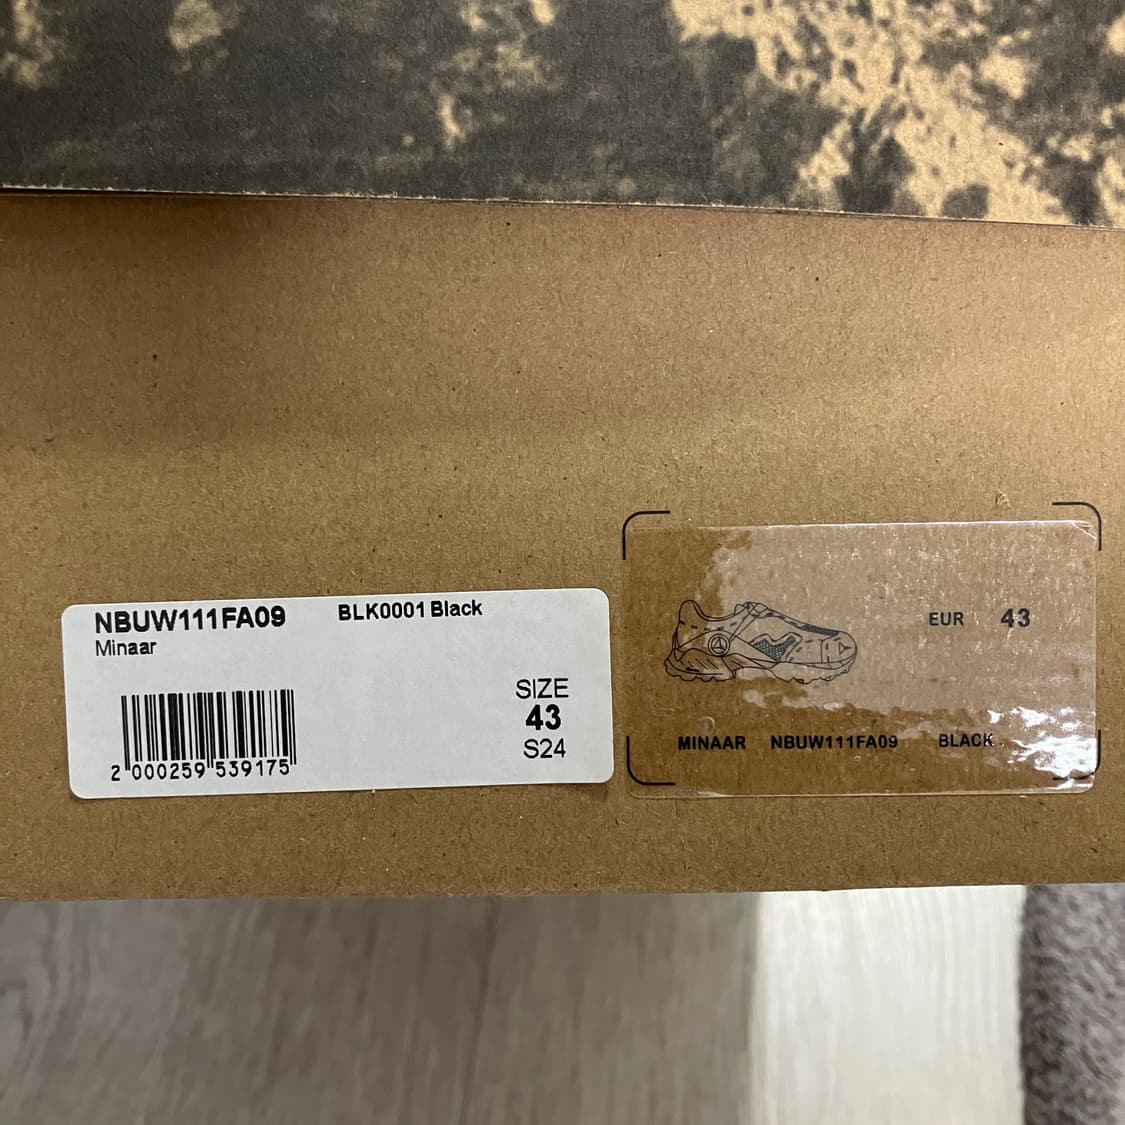 NBUW111FA09 BLK0001 Black
Minaar
SIZE
43
S24
2 000259 539175
EUR 43
MINAAR NBUW111FA09 BLACK